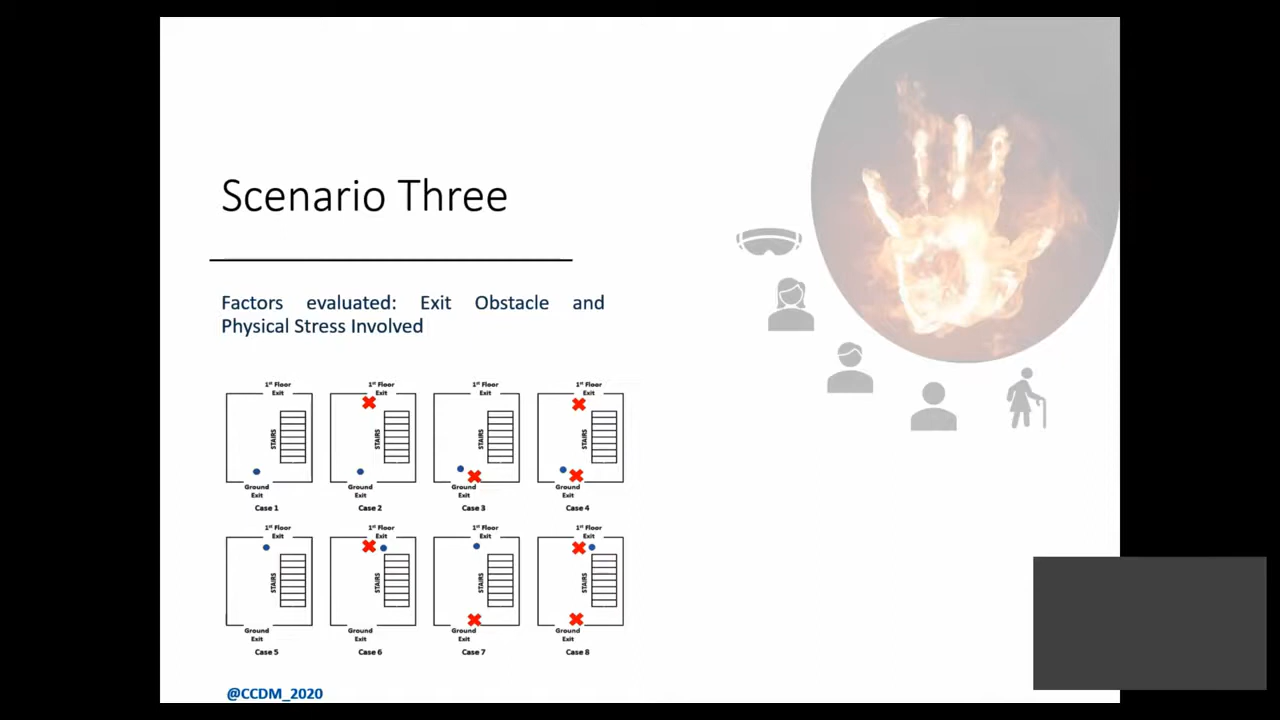 Scenario Three
Factors evaluated: Exit Obstacle and
Physical Stress Involved
1st Floor
Exit
STAIRS
Ground
Exit
Case 1
1st Floor
Exit
STAIRS
Ground
Exit
Case 2
1st Floor
Exit
STAIRS
Ground
Exit
Case 3
1st Floor
Exit
STAIRS
Ground
Exit
Case 4
1st Floor
Exit
STAIRS
Ground
Exit
Case 5
1st Floor
Exit
STAIRS
Ground
Exit
Case 6
1st Floor
Exit
STAIRS
Ground
Exit
Case 7
1st Floor
Exit
STAIRS
Ground
Exit
Case 8
@CCDM_2020